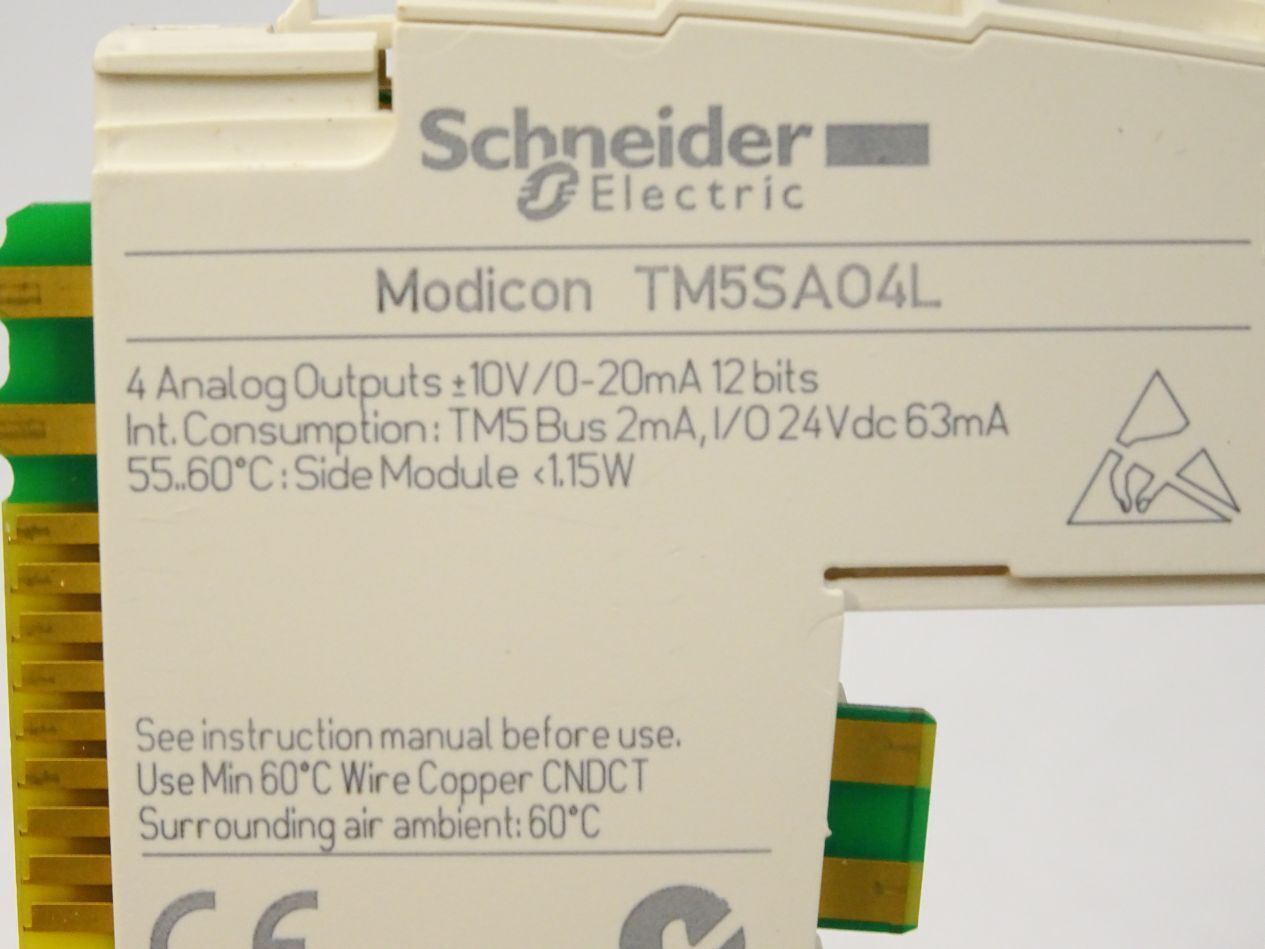 Schneider
Electric
Modicon TM5SAO4L
4 Analog Outputs ±10V/0-20mA 12 bits
Int. Consumption: TM5 Bus 2mA, I/O 24Vdc 63mA
55..60°C: Side Module <1.15W
See instruction manual before use.
Use Min 60°C Wire Copper CNDCT
Surrounding air ambient: 60°C
CE